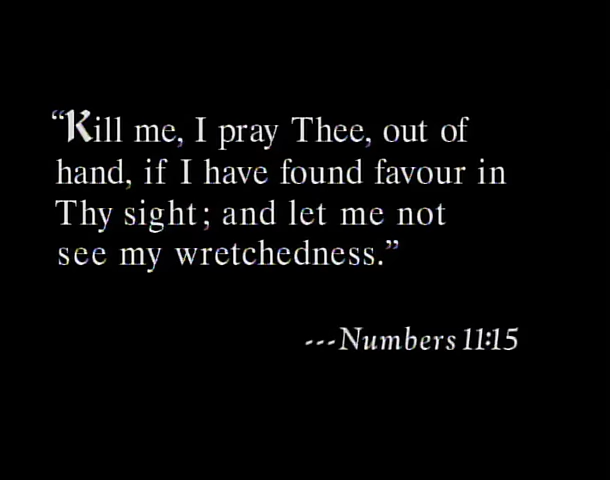 “Kill me, I pray Thee, out of
hand, if I have found favour in
Thy sight; and let me not
see my wretchedness.”
---Numbers 11:15